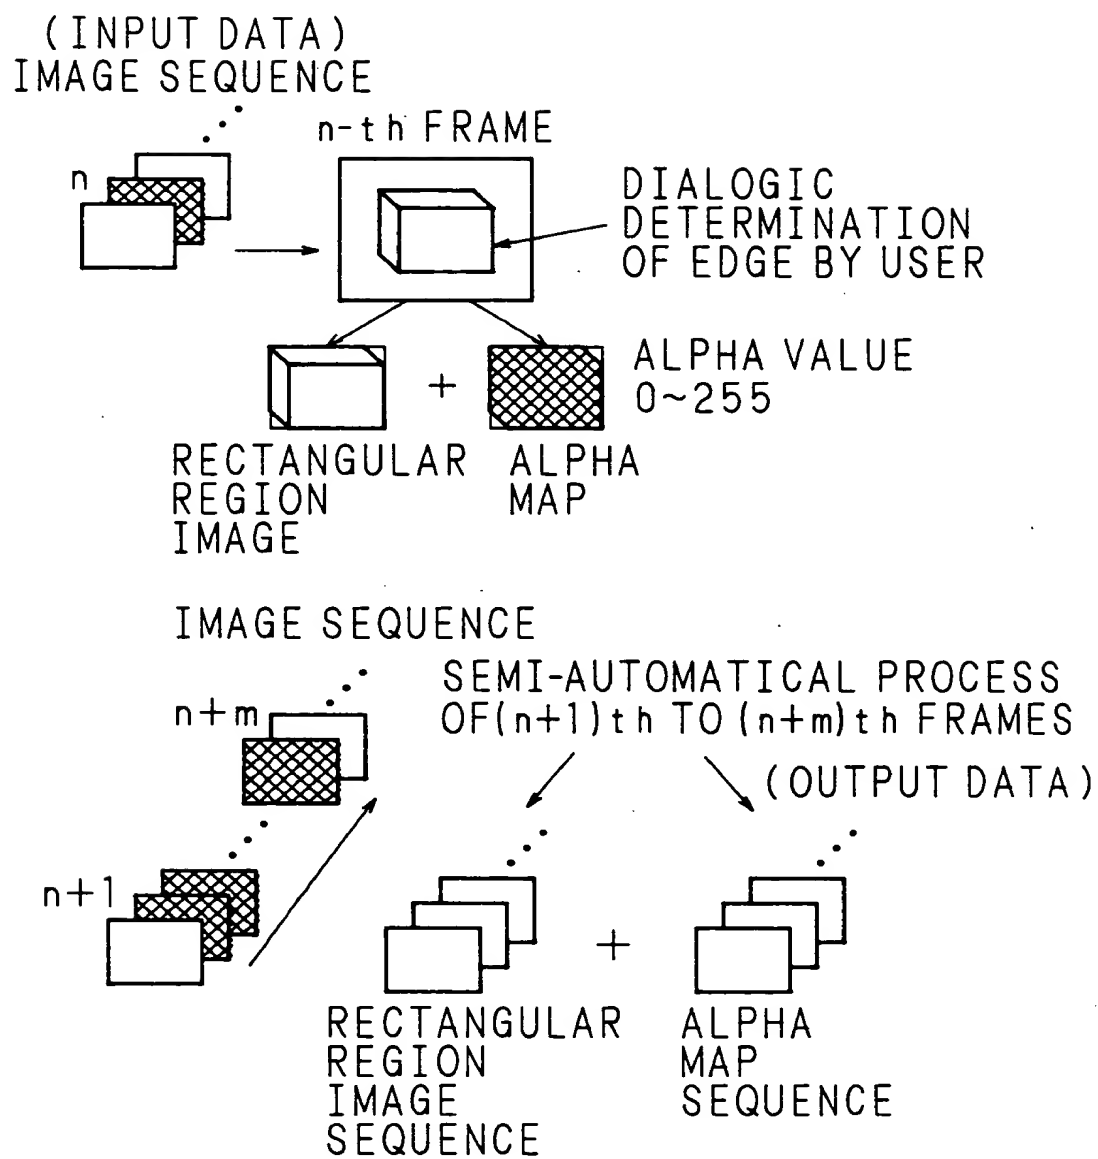 (INPUT DATA)
IMAGE SEQUENCE
n-th FRAME
n
DIALOGIC
DETERMINATION
OF EDGE BY USER
+
ALPHA VALUE
0~255
RECTANGULAR
REGION
IMAGE
ALPHA
MAP
IMAGE SEQUENCE
n+m
n+1
SEMI-AUTOMATICAL PROCESS
OF(n+1)th TO (n+m)th FRAMES
(OUTPUT DATA)
+
RECTANGULAR
REGION
IMAGE
SEQUENCE
ALPHA
MAP
SEQUENCE